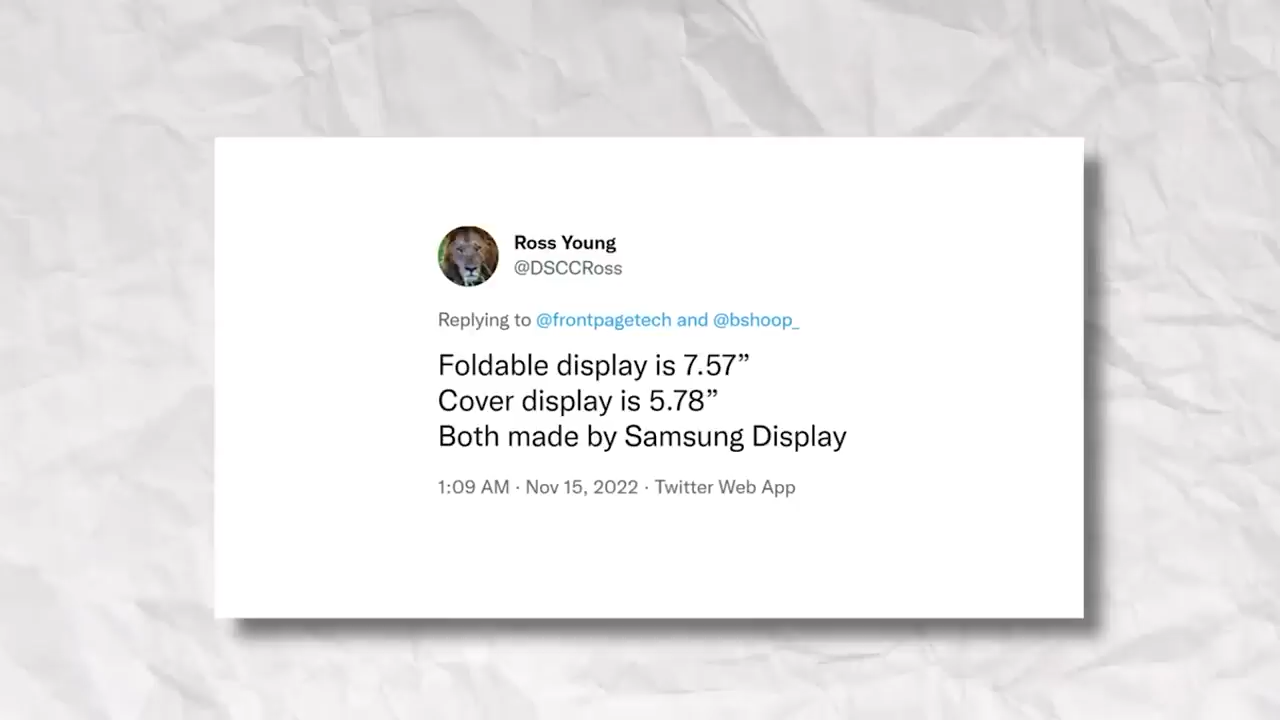 Ross Young
@DSCCRoss
Replying to @frontpagetech and @bshoop_
Foldable display is 7.57”
Cover display is 5.78”
Both made by Samsung Display
1:09 AM · Nov 15, 2022 · Twitter Web App